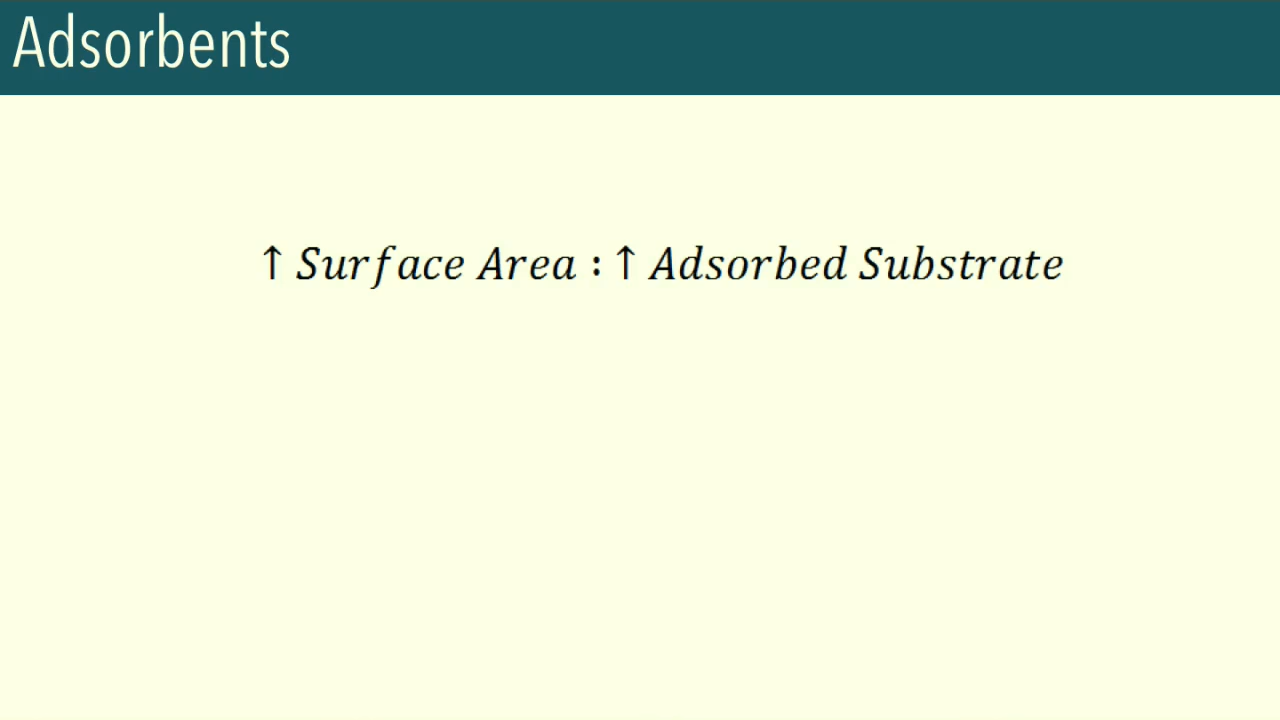 Adsorbents
↑ Surface Area : ↑ Adsorbed Substrate